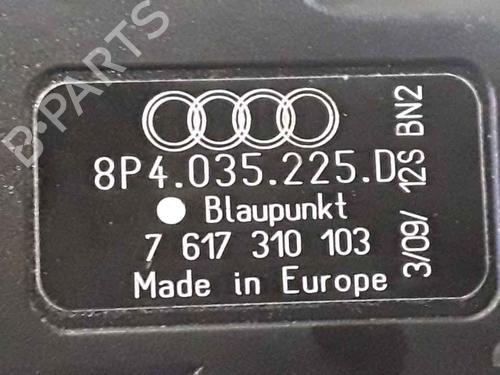 B-PARTS
8P4.035.225.D
Blaupunkt
7 617 310 103
Made in Europe
3/09/ 12S BN2